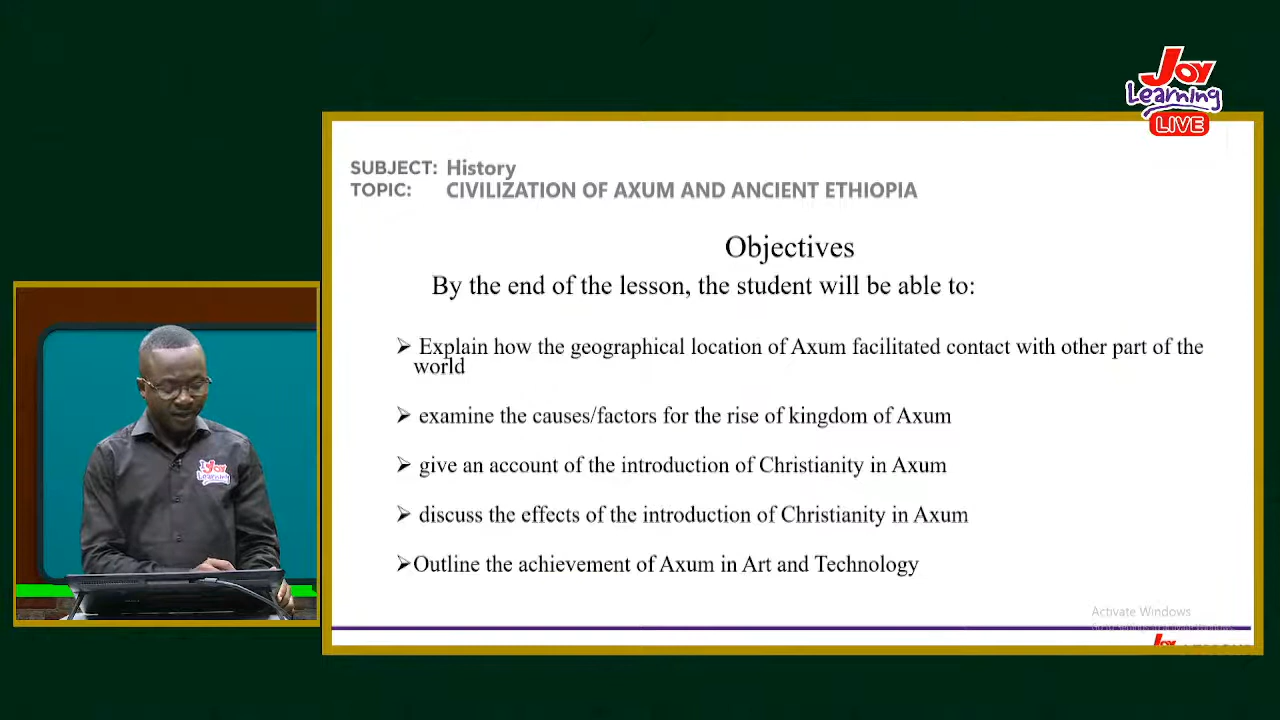 Joy
Learning
LIVE
SUBJECT: History
TOPIC: CIVILIZATION OF AXUM AND ANCIENT ETHIOPIA
Objectives
By the end of the lesson, the student will be able to:
➢ Explain how the geographical location of Axum facilitated contact with other part of the
world
➢ examine the causes/factors for the rise of kingdom of Axum
➢ give an account of the introduction of Christianity in Axum
➢ discuss the effects of the introduction of Christianity in Axum
➢Outline the achievement of Axum in Art and Technology
Joy
Learning
Activate Windows
Joy